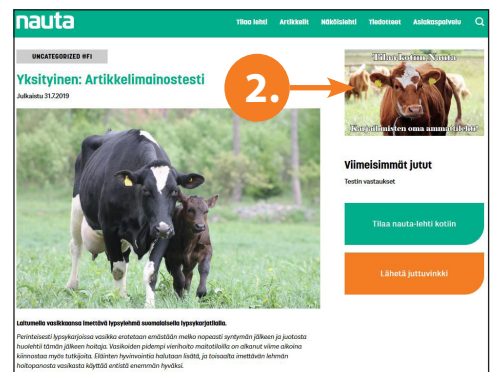 nauta
Tilaa lehti Artikkelit Näköislehti Tiedotteet Asiakaspalvelu
UNCATEGORIZED @FI
Yksityinen: Artikkelimainostesti
Julkaistu 31.7.2019
2.
Tilaa kotiin Nauta
Karjatilmisten oma ammattilehti!
Viimeisimmät jutut
Testin vastaukset
Tilaa nauta-lehti kotiin
Lähetä juttuvinkki
Laitumella vasikkaansa imettävä lypsylehmä suomalaisella lypsykarjatilalla.
Perinteisesti lypsykarjoissa vasikka erotetaan emästään melko nopeasti syntymän jälkeen ja juotosta
huolehtii tämän jälkeen hoitaja. Vasikoiden pidempi vierihoito maitotiloilla on alkanut viime aikoina
kiinnostaa myös tutkijoita. Eläinten hyvinvointia halutaan lisätä, ja toisaalta imettävän lehmän
hoitopanosta vasikasta käyttää entistä enemmän hyväksi.